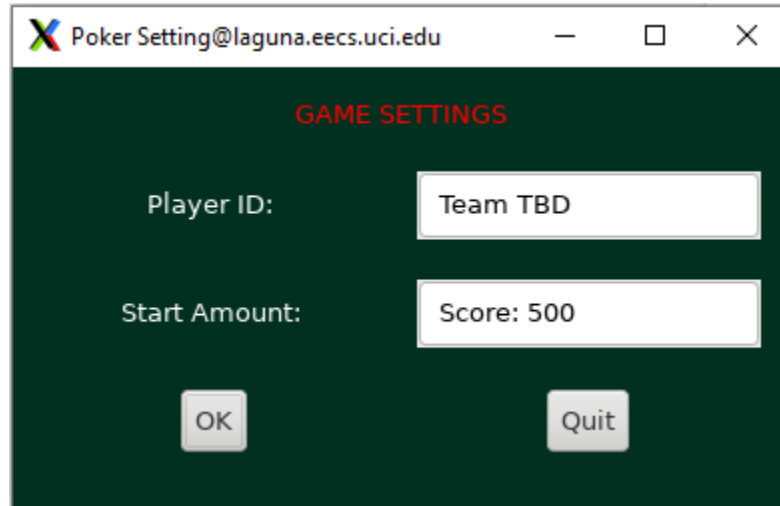 Poker Setting@laguna.eecs.uci.edu
GAME SETTINGS
Player ID: Team TBD
Start Amount: Score: 500
OK Quit